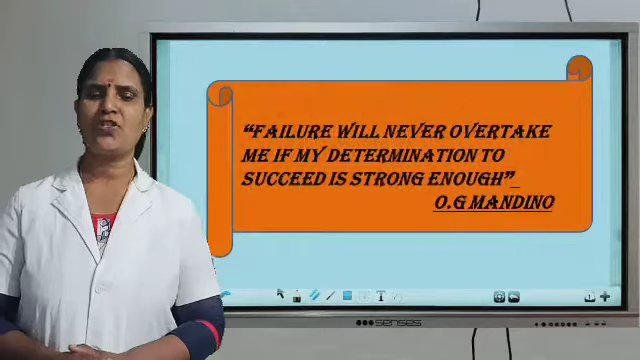 “FAILURE WILL NEVER OVERTAKE
ME IF MY DETERMINATION TO
SUCCEED IS STRONG ENOUGH”
O.G MANDINO
senses